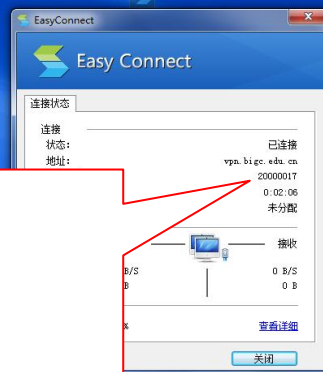 EasyConnect
Easy Connect
连接状态
连接
状态: 已连接
地址: vpn.bigc.edu.cn
20000017
0:02:06
未分配
接收
B/S 0 B/S
B 0 B
%
查看详细
关闭